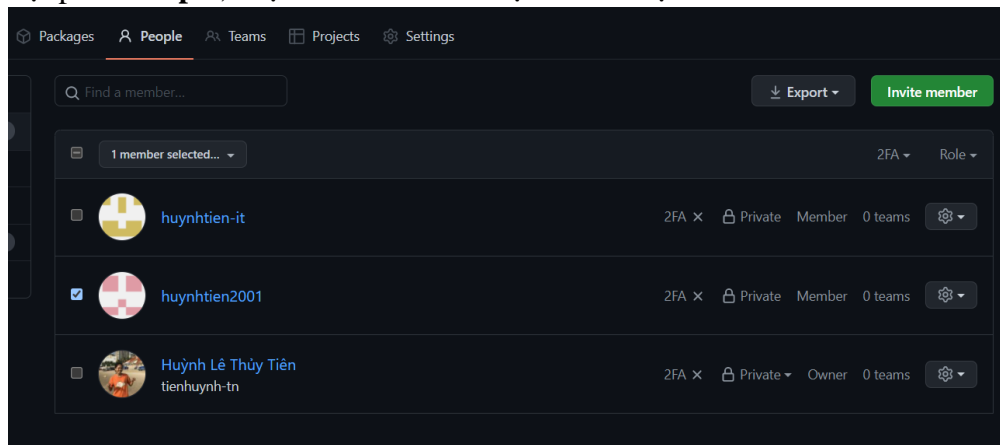 Packages People Teams Projects Settings
Find a member...
Export Invite member
1 member selected... 2FA Role
huynhtien-it 2FA Private Member 0 teams
huynhtien2001 2FA Private Member 0 teams
Huỳnh Lê Thủy Tiên
tienhuynh-tn
2FA Private Owner 0 teams